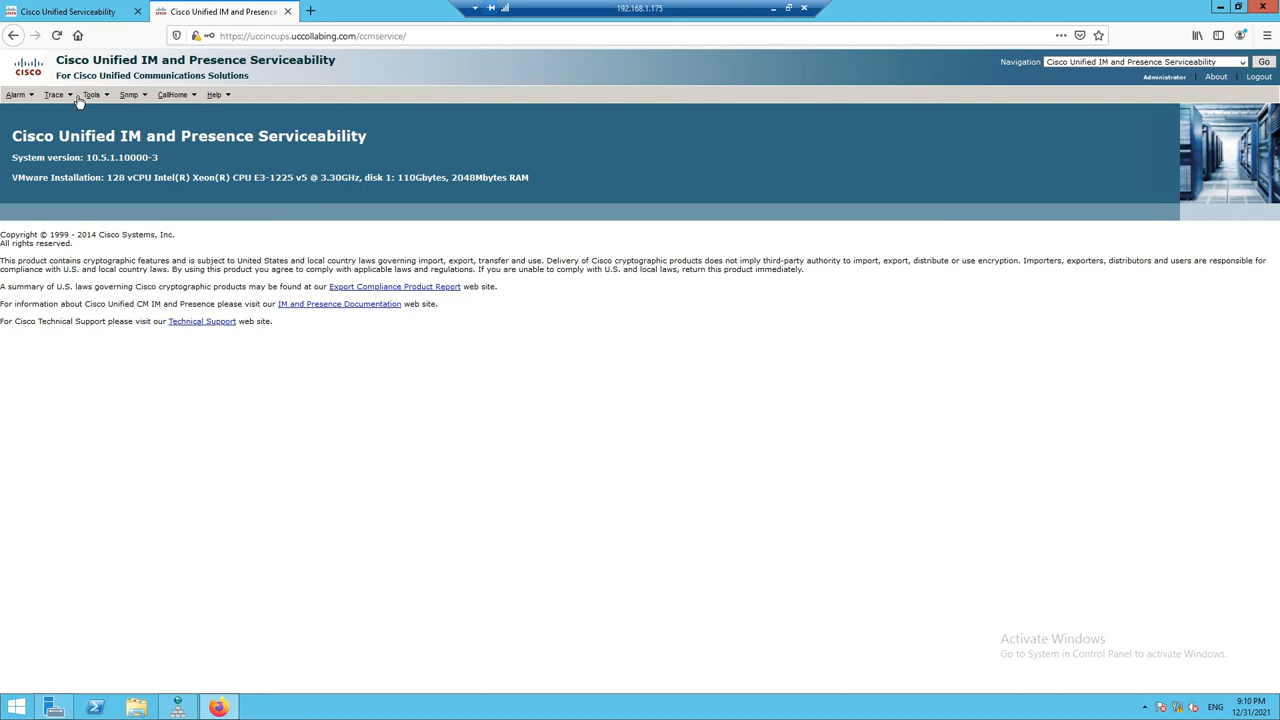 Cisco Unified Serviceability
Cisco Unified IM and Presence
192.168.1.175
https://uccincups.uccollabing.com/ccmservice/
CISCO
Cisco Unified IM and Presence Serviceability
For Cisco Unified Communications Solutions
Navigation Cisco Unified IM and Presence Serviceability Go
Administrator | About | Logout
Alarm Trace Tools Snmp CallHome Help
Cisco Unified IM and Presence Serviceability
System version: 10.5.1.10000-3
VMware Installation: 128 vCPU Intel(R) Xeon(R) CPU E3-1225 v5 @ 3.30GHz, disk 1: 110Gbytes, 2048Mbytes RAM
Copyright © 1999 - 2014 Cisco Systems, Inc.
All rights reserved.
This product contains cryptographic features and is subject to United States and local country laws governing import, export, transfer and use. Delivery of Cisco cryptographic products does not imply third-party authority to import, export, distribute or use encryption. Importers, exporters, distributors and users are responsible for
compliance with U.S. and local country laws. By using this product you agree to comply with applicable laws and regulations. If you are unable to comply with U.S. and local laws, return this product immediately.
A summary of U.S. laws governing Cisco cryptographic products may be found at our Export Compliance Product Report web site.
For information about Cisco Unified CM IM and Presence please visit our IM and Presence Documentation web site.
For Cisco Technical Support please visit our Technical Support web site.
Activate Windows
Go to System in Control Panel to activate Windows.
ENG
9:10 PM
12/31/2021